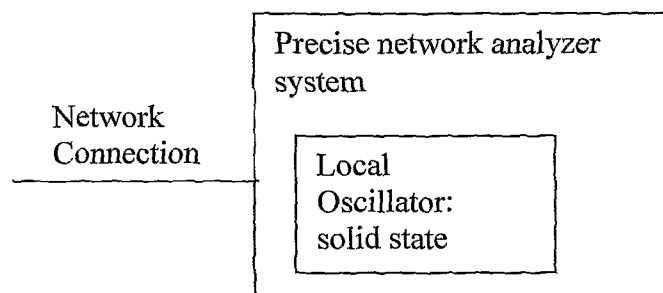 Precise network analyzer
system
Network
Connection
Local
Oscillator:
solid state